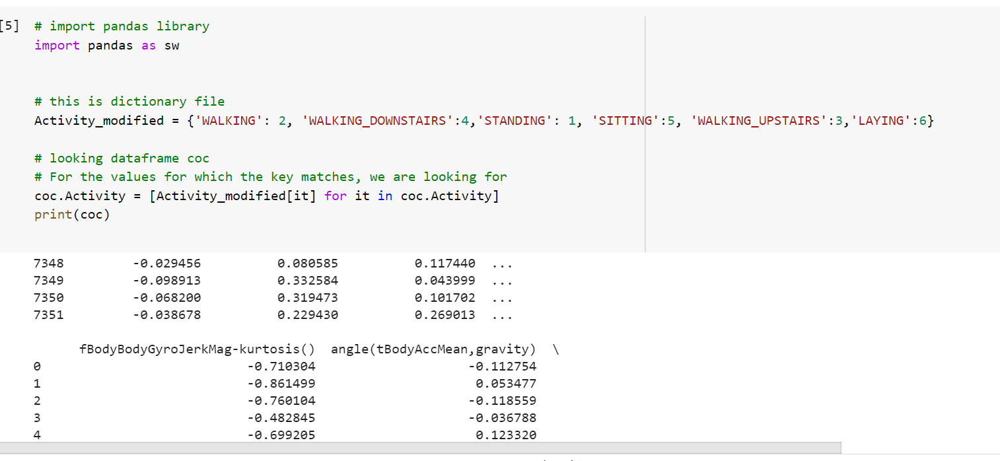 [5] # import pandas library
import pandas as sw
# this is dictionary file
Activity_modified = {'WALKING': 2, 'WALKING_DOWNSTAIRS':4,'STANDING': 1, 'SITTING':5, 'WALKING_UPSTAIRS':3,'LAYING':6}
# looking dataframe coc
# For the values for which the key matches, we are looking for
coc.Activity = [Activity_modified[it] for it in coc.Activity]
print(coc)
7348 -0.029456 0.080585 0.117440 ...
7349 -0.098913 0.332584 0.043999 ...
7350 -0.068200 0.319473 0.101702 ...
7351 -0.038678 0.229430 0.269013 ...
fBodyBodyGyroJerkMag-kurtosis() angle(tBodyAccMean,gravity) \
0 -0.710304 -0.112754
1 -0.861499 0.053477
2 -0.760104 -0.118559
3 -0.482845 -0.036788
4 -0.699205 0.123320